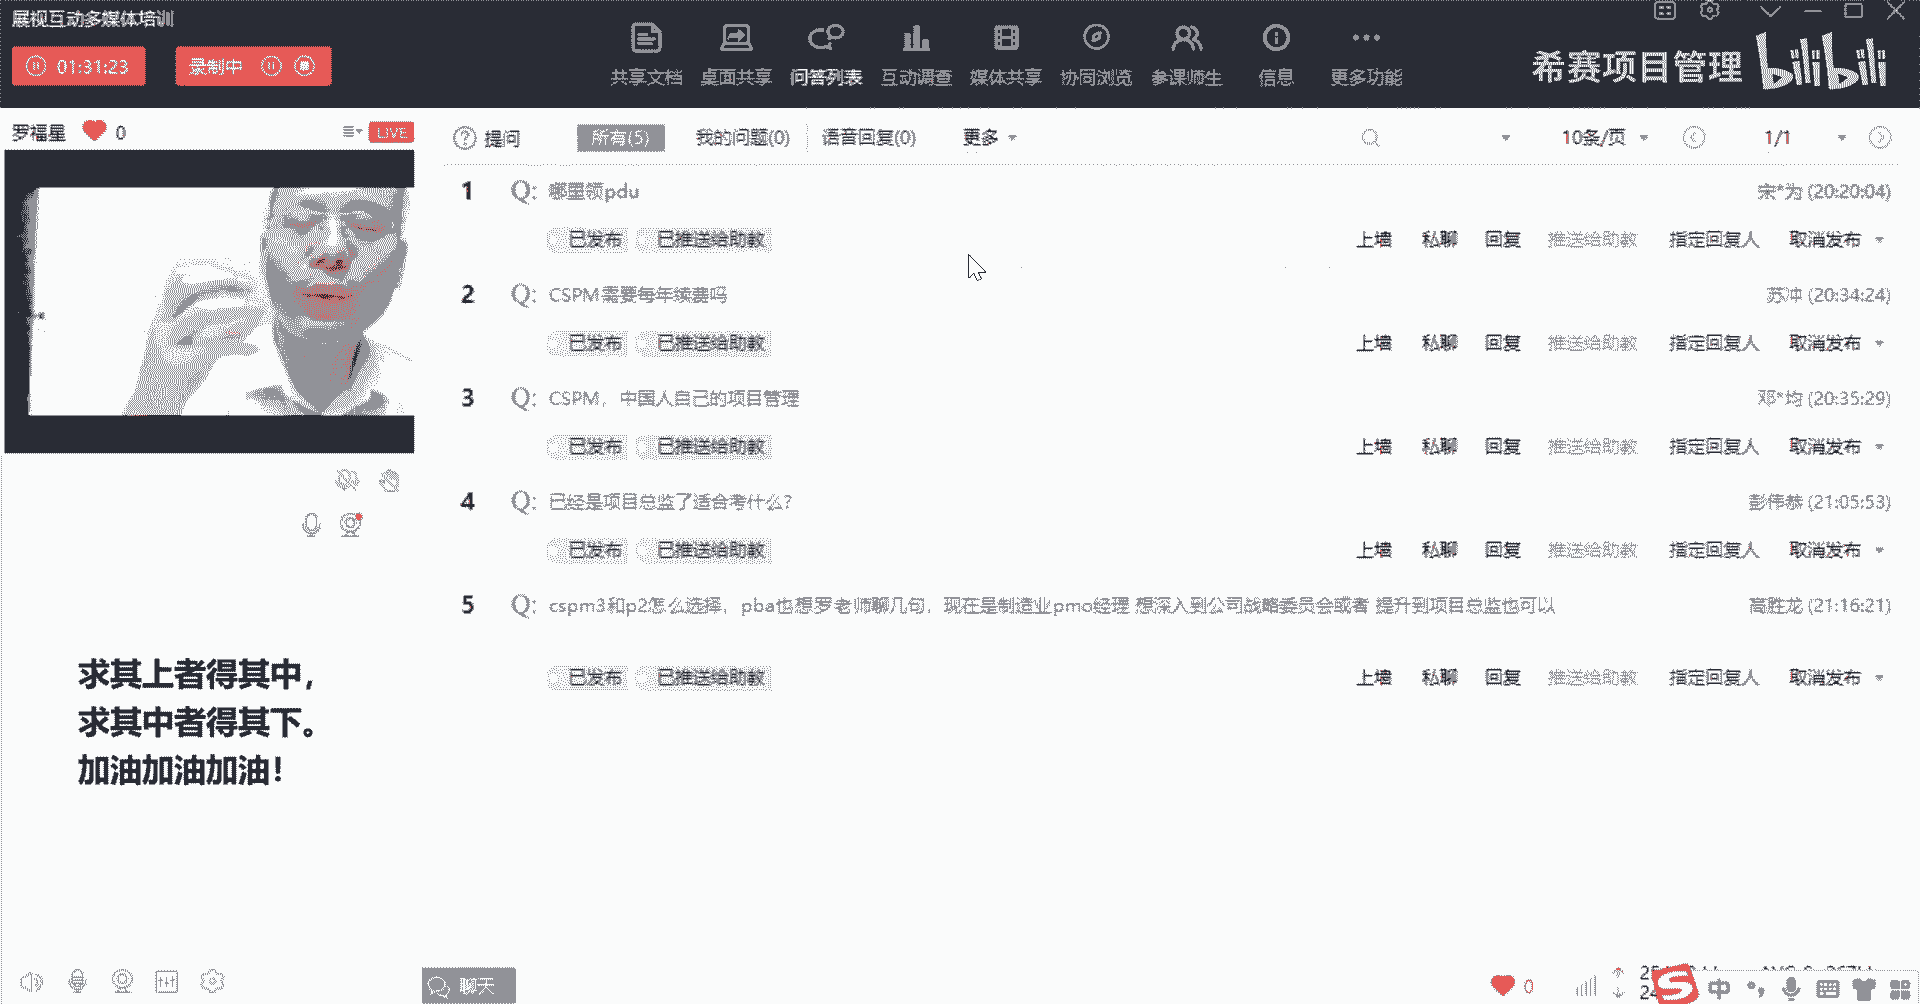 展视互动多媒体培训
01:31:23
录制中
共享文档 桌面共享 问答列表 互动调查 媒体共享 协同浏览 参课师生 信息 更多功能
希赛项目管理 bilibili
罗福星 0 LIVE
提问 所有(5) 我的问题(0) 语音回复(0) 更多 10条/页 1/1
1 Q: 哪里领pdu 宋*为 (20:20:04)
已发布 已推送给助教 上墙 私聊 回复 推送给助教 指定回复人 取消发布
2 Q: CSPM需要每年续费吗 苏冲 (20:34:24)
已发布 已推送给助教 上墙 私聊 回复 推送给助教 指定回复人 取消发布
3 Q: CSPM，中国人自己的项目管理 邓*均 (20:35:29)
已发布 已推送给助教 上墙 私聊 回复 推送给助教 指定回复人 取消发布
4 Q: 已经是项目总监了适合考什么? 彭伟恭 (21:05:53)
已发布 已推送给助教 上墙 私聊 回复 推送给助教 指定回复人 取消发布
5 Q: cspm3和p2怎么选择，pba也想罗老师聊几句，现在是制造业pmo经理 想深入到公司战略委员会或者 提升到项目总监也可以 高胜龙 (21:16:21)
已发布 已推送给助教 上墙 私聊 回复 推送给助教 指定回复人 取消发布
求其上者得其中，
求其中者得其下。
加油加油加油！
聊天
0
中